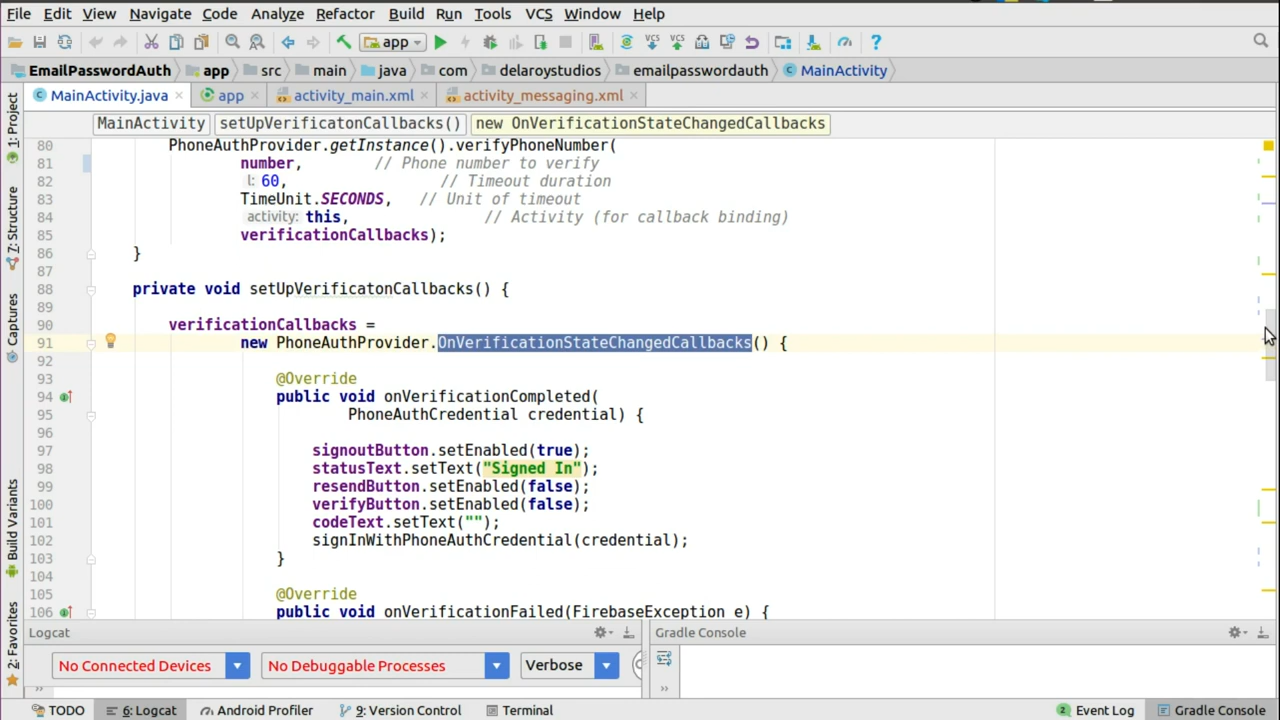 File Edit View Navigate Code Analyze Refactor Build Run Tools VCS Window Help
app
EmailPasswordAuth app src main java com delaroystudios emailpasswordauth MainActivity
MainActivity.java app activity_main.xml activity_messaging.xml
MainActivity setUpVerificatonCallbacks() new OnVerificationStateChangedCallbacks
1: Project
7: Structure
Captures
Build Variants
2: Favorites
80 PhoneAuthProvider.getInstance().verifyPhoneNumber(
81 number, // Phone number to verify
82 l: 60, // Timeout duration
83 TimeUnit.SECONDS, // Unit of timeout
84 activity: this, // Activity (for callback binding)
85 verificationCallbacks);
86 }
87
88 private void setUpVerificatonCallbacks() {
89
90 verificationCallbacks =
91 new PhoneAuthProvider.OnVerificationStateChangedCallbacks() {
92
93 @Override
94 public void onVerificationCompleted(
95 PhoneAuthCredential credential) {
96
97 signoutButton.setEnabled(true);
98 statusText.setText("Signed In");
99 resendButton.setEnabled(false);
100 verifyButton.setEnabled(false);
101 codeText.setText("");
102 signInWithPhoneAuthCredential(credential);
103 }
104
105 @Override
106 public void onVerificationFailed(FirebaseException e) {
Logcat Gradle Console
No Connected Devices No Debuggable Processes Verbose
TODO 6: Logcat Android Profiler 9: Version Control Terminal 2 Event Log Gradle Console